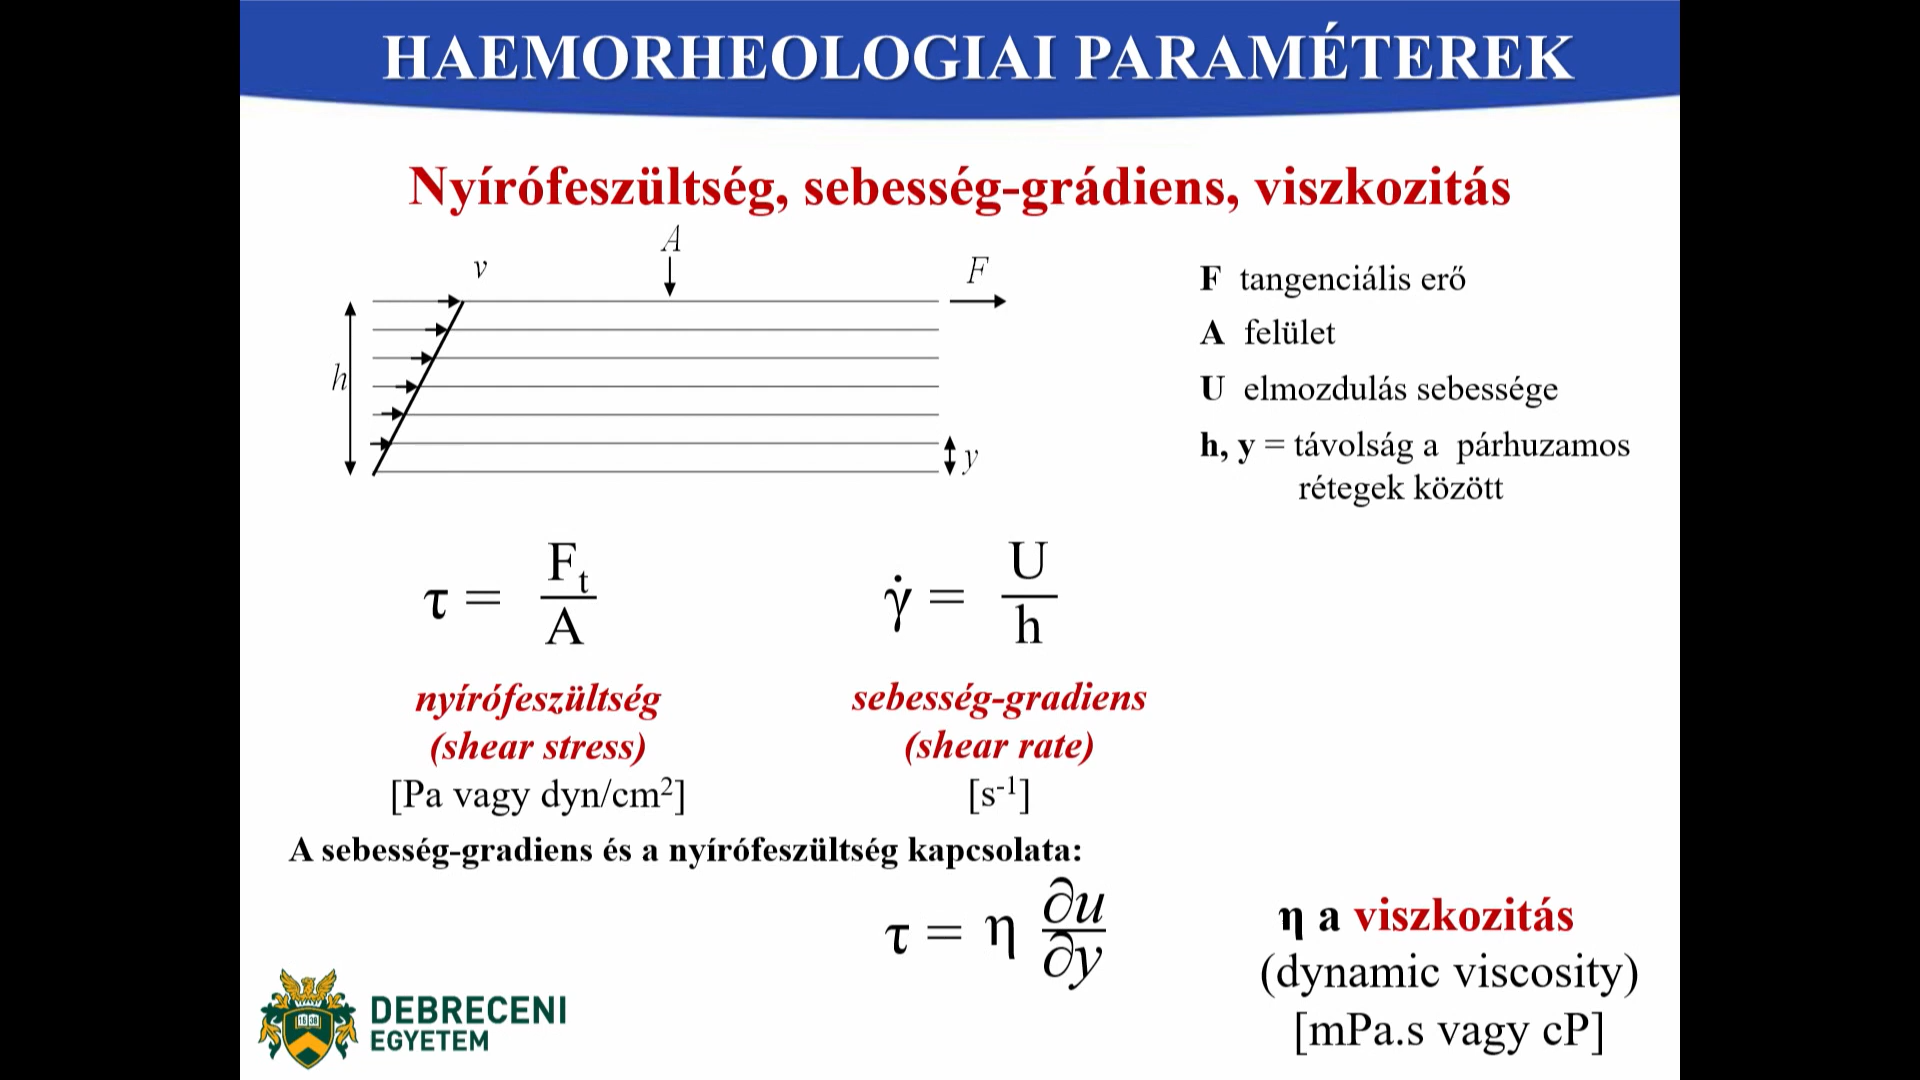 HAEMORHEOLOGIAI PARAMÉTEREK
Nyírófeszültség, sebesség-grádiens, viszkozitás
A
v
F
h
y
F tangenciális erő
A felület
U elmozdulás sebessége
h, y = távolság a párhuzamos
rétegek között
τ = Fₜ / A
γ̇ = U / h
nyírófeszültség
(shear stress)
[Pa vagy dyn/cm²]
sebesség-gradiens
(shear rate)
[s⁻¹]
A sebesség-gradiens és a nyírófeszültség kapcsolata:
τ = η ∂u / ∂y
η a viszkozitás
(dynamic viscosity)
[mPa.s vagy cP]
1538
DEBRECENI
EGYETEM